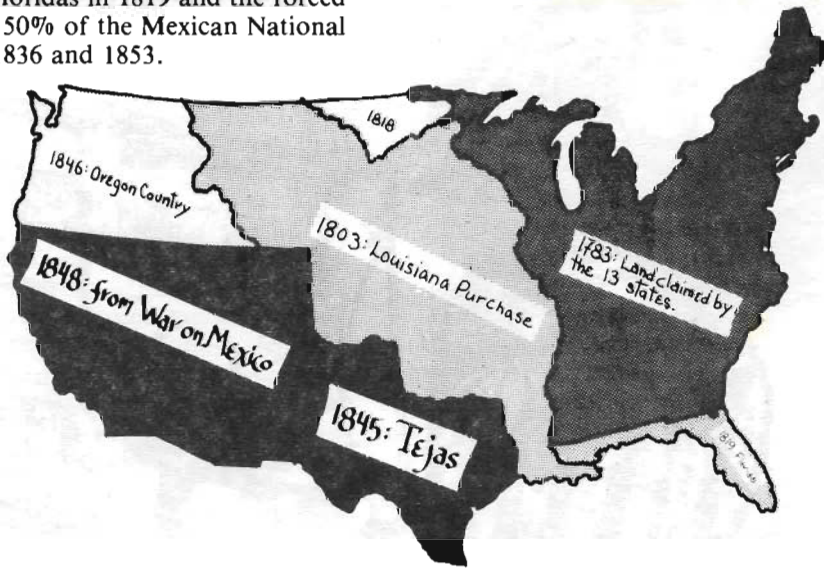 loridas in 1819 and the forced
50% of the Mexican National
836 and 1853.
1818
1846: Oregon Country
1803: Louisiana Purchase
1783: Land claimed by
the 13 states.
1848: from War on Mexico
1845: Tejas
1819